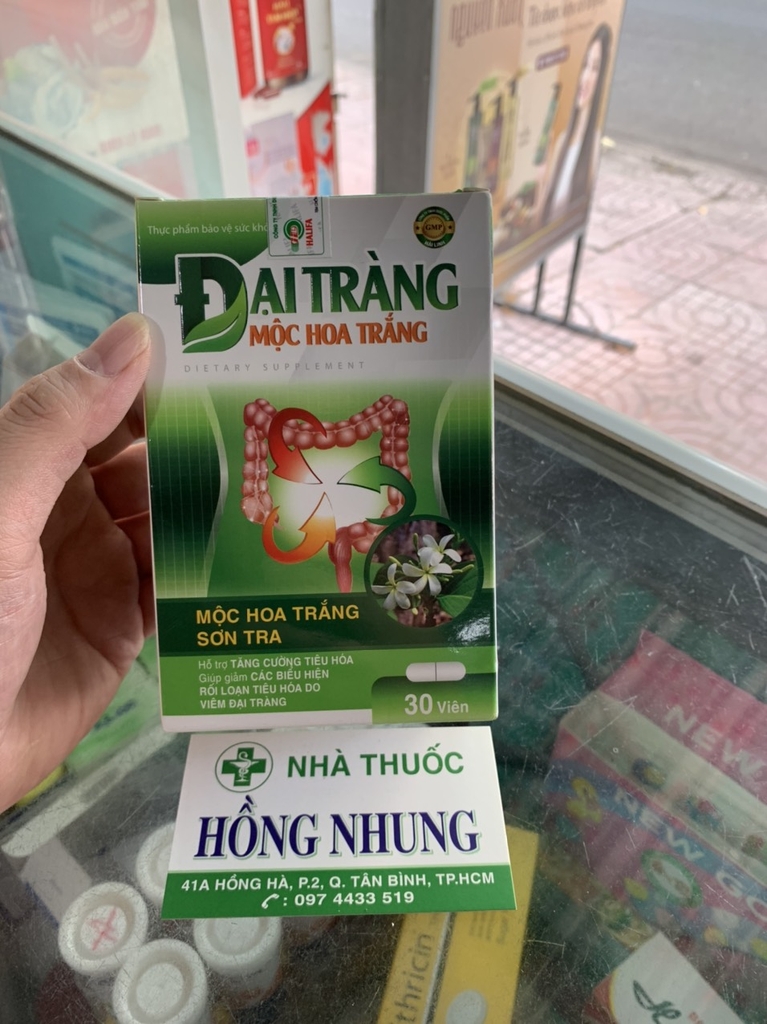 Thực phẩm bảo vệ sức
HALIFA
GMP
ĐẠI TRÀNG
MỘC HOA TRẮNG
DIETARY SUPPLEMENT
MỘC HOA TRẮNG
SƠN TRA
Hỗ trợ TĂNG CƯỜNG TIÊU HÓA
Giúp giảm CÁC BIỂU HIỆN
RỐI LOẠN TIÊU HÓA DO
VIÊM ĐẠI TRÀNG
30 Viên
NHÀ THUỐC
HỒNG NHUNG
41A HỒNG HÀ, P.2, Q. TÂN BÌNH, TP.HCM
: 097 4433 519
NEW
NEW
thricin